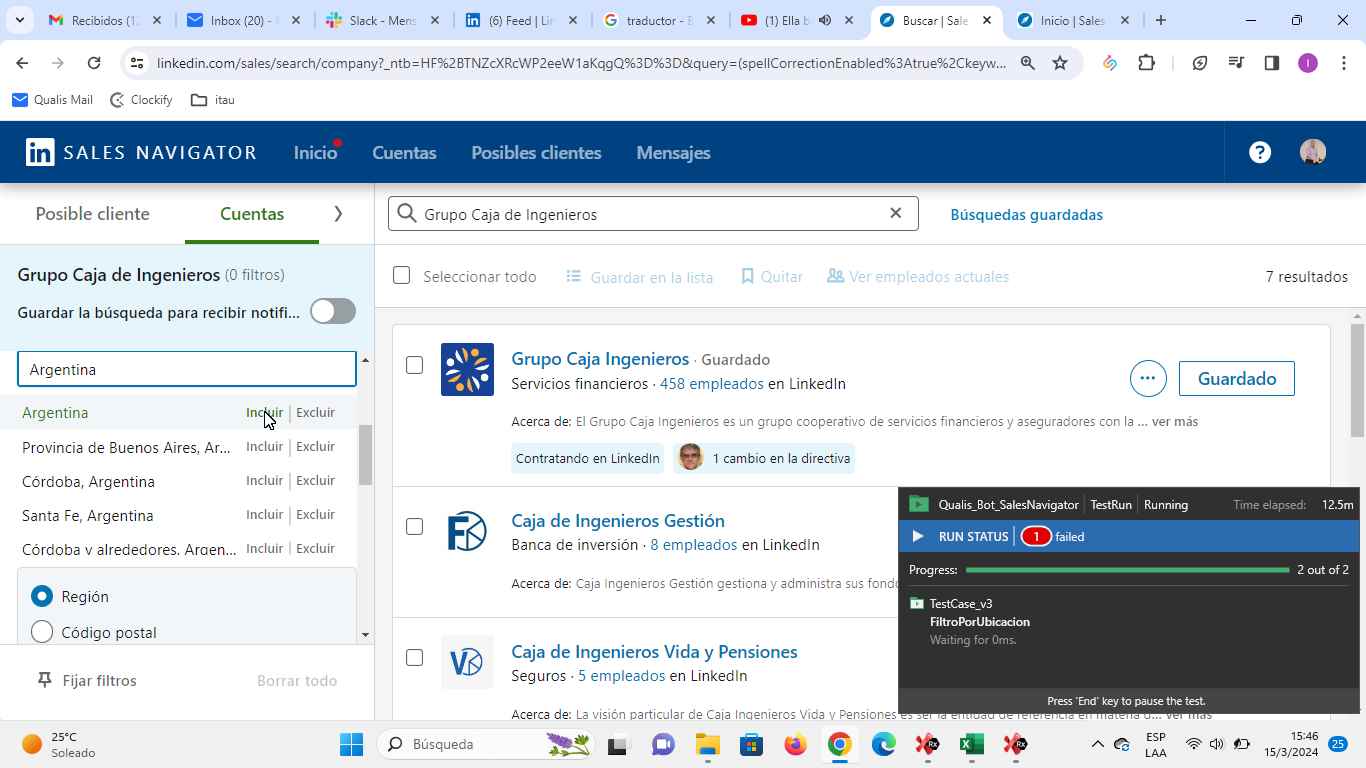 Recibidos (1.
Inbox (20) -
Slack - Mens
(6) Feed | Lin
traductor - B
(1) Ella b
Buscar | Sale
Inicio | Sales
linkedin.com/sales/search/company?_ntb=HF%2BTNZcXRcWP2eeW1aKqgQ%3D%3D&query=(spellCorrectionEnabled%3Atrue%2Ckeyw...
I
Qualis Mail
Clockify
itau
in SALES NAVIGATOR
Inicio
Cuentas
Posibles clientes
Mensajes
?
Posible cliente
Cuentas
Grupo Caja de Ingenieros
Búsquedas guardadas
Grupo Caja de Ingenieros (0 filtros)
Guardar la búsqueda para recibir notifi...
Seleccionar todo
Guardar en la lista
Quitar
Ver empleados actuales
7 resultados
Argentina
Argentina Incluir | Excluir
Provincia de Buenos Aires, Ar... Incluir | Excluir
Córdoba, Argentina Incluir | Excluir
Santa Fe, Argentina Incluir | Excluir
Córdoba y alrededores, Argen... Incluir | Excluir
Región
Código postal
Fijar filtros
Borrar todo
Grupo Caja Ingenieros · Guardado
Servicios financieros · 458 empleados en LinkedIn
Guardado
Acerca de: El Grupo Caja Ingenieros es un grupo cooperativo de servicios financieros y aseguradores con la ... ver más
Contratando en LinkedIn
1 cambio en la directiva
Caja de Ingenieros Gestión
Banca de inversión · 8 empleados en LinkedIn
Acerca de: Caja Ingenieros Gestión gestiona y administra sus fondo
Caja de Ingenieros Vida y Pensiones
Seguros · 5 empleados en LinkedIn
Acerca de: La visión particular de Caja Ingenieros Vida y Pensiones es ser la entidad de referencia en materia d... ver más
Qualis_Bot_SalesNavigator | TestRun | Running
Time elapsed: 12.5m
RUN STATUS | 1 failed
Progress: 2 out of 2
TestCase_v3
FiltroPorUbicacion
Waiting for 0ms.
Press 'End' key to pause the test.
25°C
Soleado
Búsqueda
ESP
LAA
15:46
15/3/2024
25